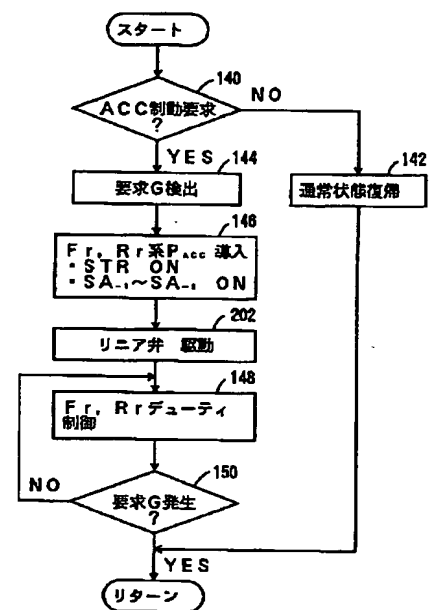 スタート
140
ACC制動要求
?
NO
YES
144
142
要求G検出
通常状態復帰
146
Fr,Rr系PACC導入
・STR ON
・SA-1〜SA-8 ON
202
リニア弁 駆動
148
Fr,Rrデューティ
制御
150
NO
要求G発生
?
YES
リターン